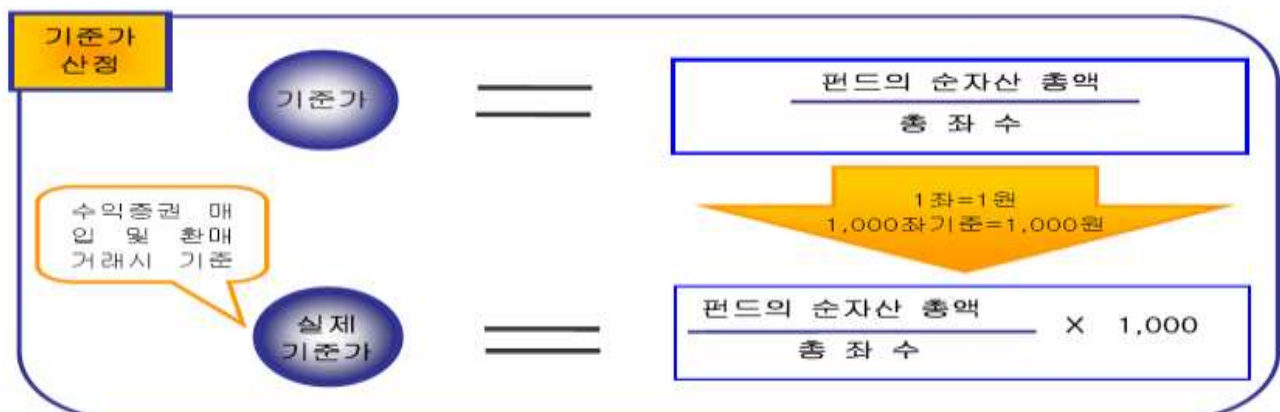 기준가
산정
기준가
펀드의 순자산 총액
총 좌 수
1좌=1원
1,000좌기준=1,000원
수익증권 매
입 및 환매
거래시 기준
실제
기준가
펀드의 순자산 총액
총 좌 수
X 1,000